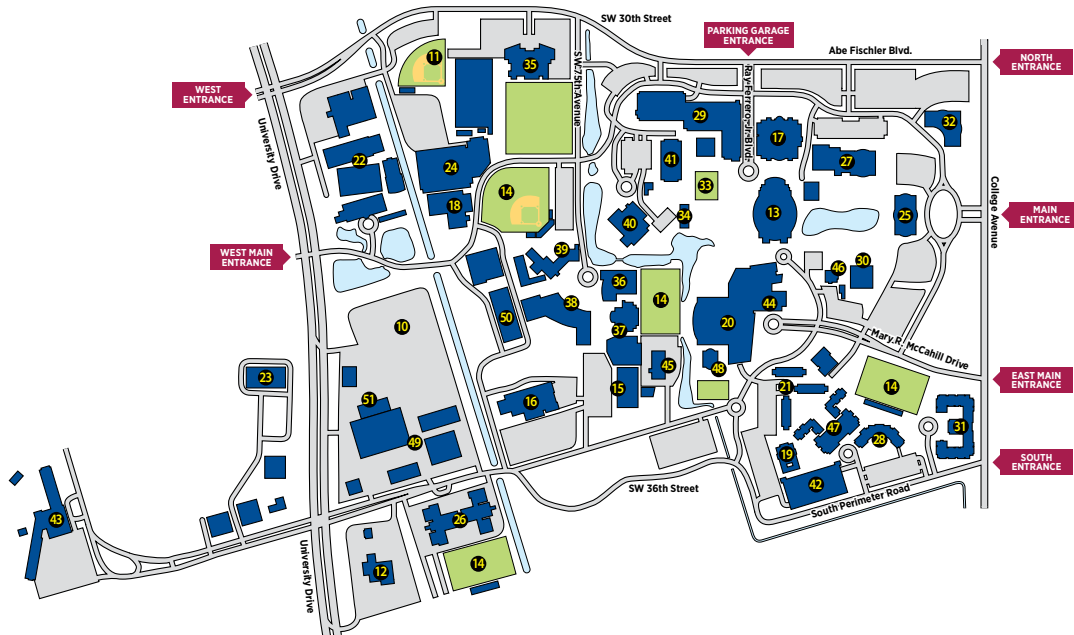 SW 30th Street
PARKING GARAGE
ENTRANCE
Abe Fischler Blvd.
NORTH
ENTRANCE
WEST
ENTRANCE
University Drive
SW 75th Avenue
Ray Ferrero, Jr. Blvd.
11
35
29
17
32
22
24
41
27
18
14
33
34
13
25
College Avenue
MAIN
ENTRANCE
40
WEST MAIN
ENTRANCE
39
36
46
30
10
50
38
14
44
37
20
Mary R. McCahill Drive
23
45
48
EAST MAIN
ENTRANCE
51
15
16
21
14
49
47
28
31
19
42
SOUTH
ENTRANCE
SW 36th Street
South Perimeter Road
43
26
12
14
University Drive